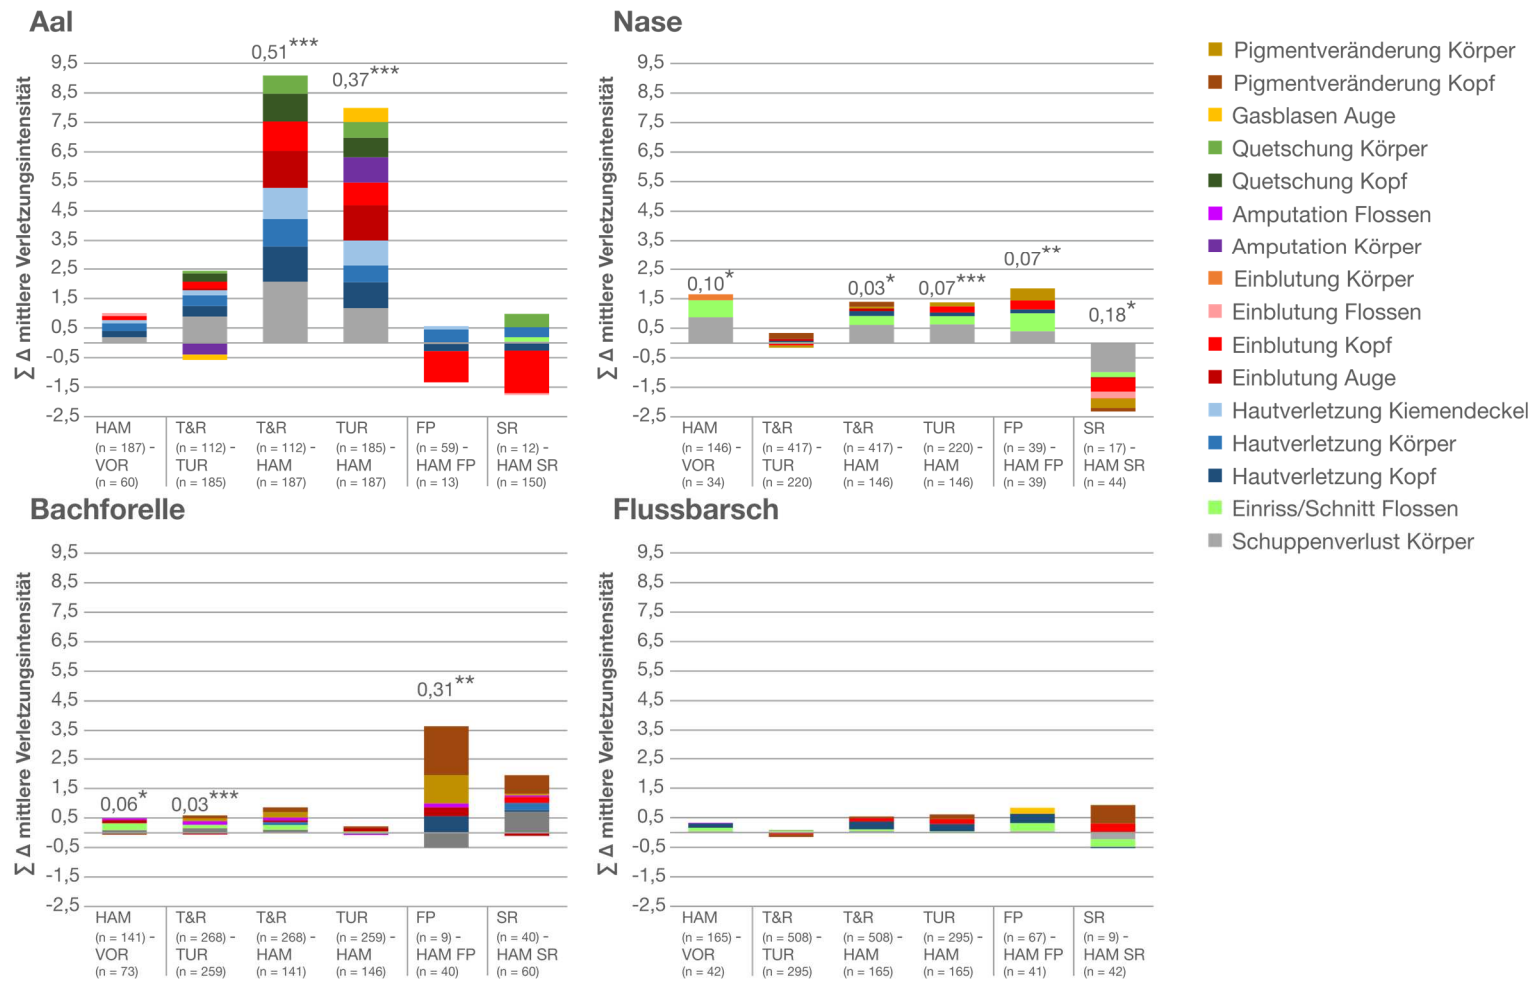 Aal
Σ Δ mittlere Verletzungsintensität
9,5
8,5
7,5
6,5
5,5
4,5
3,5
2,5
1,5
0,5
-0,5
-1,5
-2,5
0,51***
0,37***
HAM
(n = 187) –
VOR
(n = 60)
T&R
(n = 112) –
TUR
(n = 185)
T&R
(n = 112) –
HAM
(n = 187)
TUR
(n = 185) –
HAM
(n = 187)
FP
(n = 59) –
HAM FP
(n = 13)
SR
(n = 12) –
HAM SR
(n = 150)
Nase
Σ Δ mittlere Verletzungsintensität
9,5
8,5
7,5
6,5
5,5
4,5
3,5
2,5
1,5
0,5
-0,5
-1,5
-2,5
0,10*
0,03*
0,07***
0,07**
0,18*
HAM
(n = 146) –
VOR
(n = 34)
T&R
(n = 417) –
TUR
(n = 220)
T&R
(n = 417) –
HAM
(n = 146)
TUR
(n = 220) –
HAM
(n = 146)
FP
(n = 39) –
HAM FP
(n = 39)
SR
(n = 17) –
HAM SR
(n = 44)
Pigmentveränderung Körper
Pigmentveränderung Kopf
Gasblasen Auge
Quetschung Körper
Quetschung Kopf
Amputation Flossen
Amputation Körper
Einblutung Körper
Einblutung Flossen
Einblutung Kopf
Einblutung Auge
Hautverletzung Kiemendeckel
Hautverletzung Körper
Hautverletzung Kopf
Einriss/Schnitt Flossen
Schuppenverlust Körper
Bachforelle
Σ Δ mittlere Verletzungsintensität
9,5
8,5
7,5
6,5
5,5
4,5
3,5
2,5
1,5
0,5
-0,5
-1,5
-2,5
0,06*
0,03***
0,31**
HAM
(n = 141) –
VOR
(n = 73)
T&R
(n = 268) –
TUR
(n = 259)
T&R
(n = 268) –
HAM
(n = 141)
TUR
(n = 259) –
HAM
(n = 146)
FP
(n = 9) –
HAM FP
(n = 40)
SR
(n = 40) –
HAM SR
(n = 60)
Flussbarsch
Σ Δ mittlere Verletzungsintensität
9,5
8,5
7,5
6,5
5,5
4,5
3,5
2,5
1,5
0,5
-0,5
-1,5
-2,5
HAM
(n = 165) –
VOR
(n = 42)
T&R
(n = 508) –
TUR
(n = 295)
T&R
(n = 508) –
HAM
(n = 165)
TUR
(n = 295) –
HAM
(n = 165)
FP
(n = 67) –
HAM FP
(n = 41)
SR
(n = 9) –
HAM SR
(n = 42)